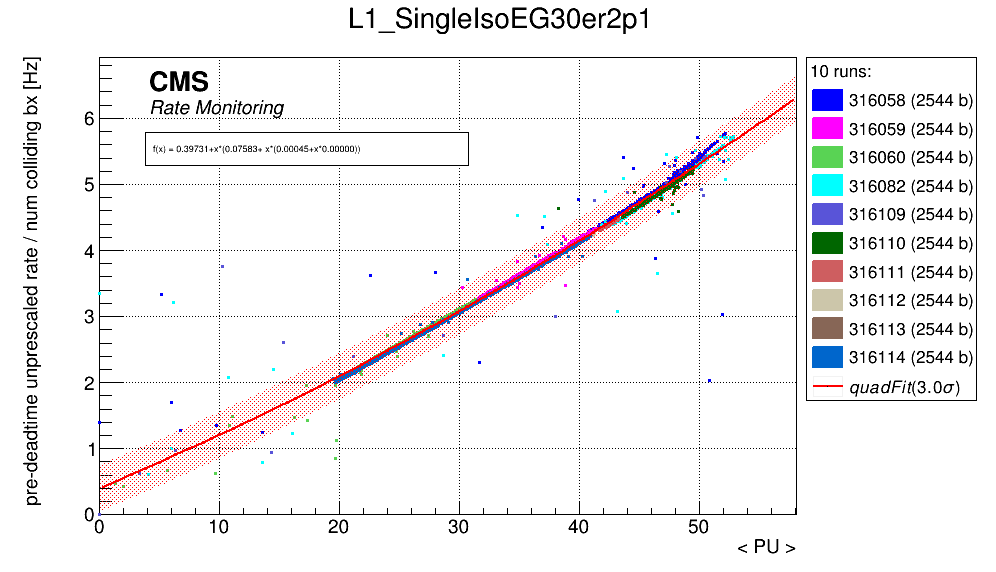 L1_SingleIsoEG30er2p1
pre-deadtime unprescaled rate / num colliding bx [Hz]
CMS
Rate Monitoring
f(x) = 0.39731+x*(0.07583+ x*(0.00045+x*0.00000))
6
5
4
3
2
1
0
0 10 20 30 40 50
< PU >
10 runs:
316058 (2544 b)
316059 (2544 b)
316060 (2544 b)
316082 (2544 b)
316109 (2544 b)
316110 (2544 b)
316111 (2544 b)
316112 (2544 b)
316113 (2544 b)
316114 (2544 b)
quadFit(3.0σ)